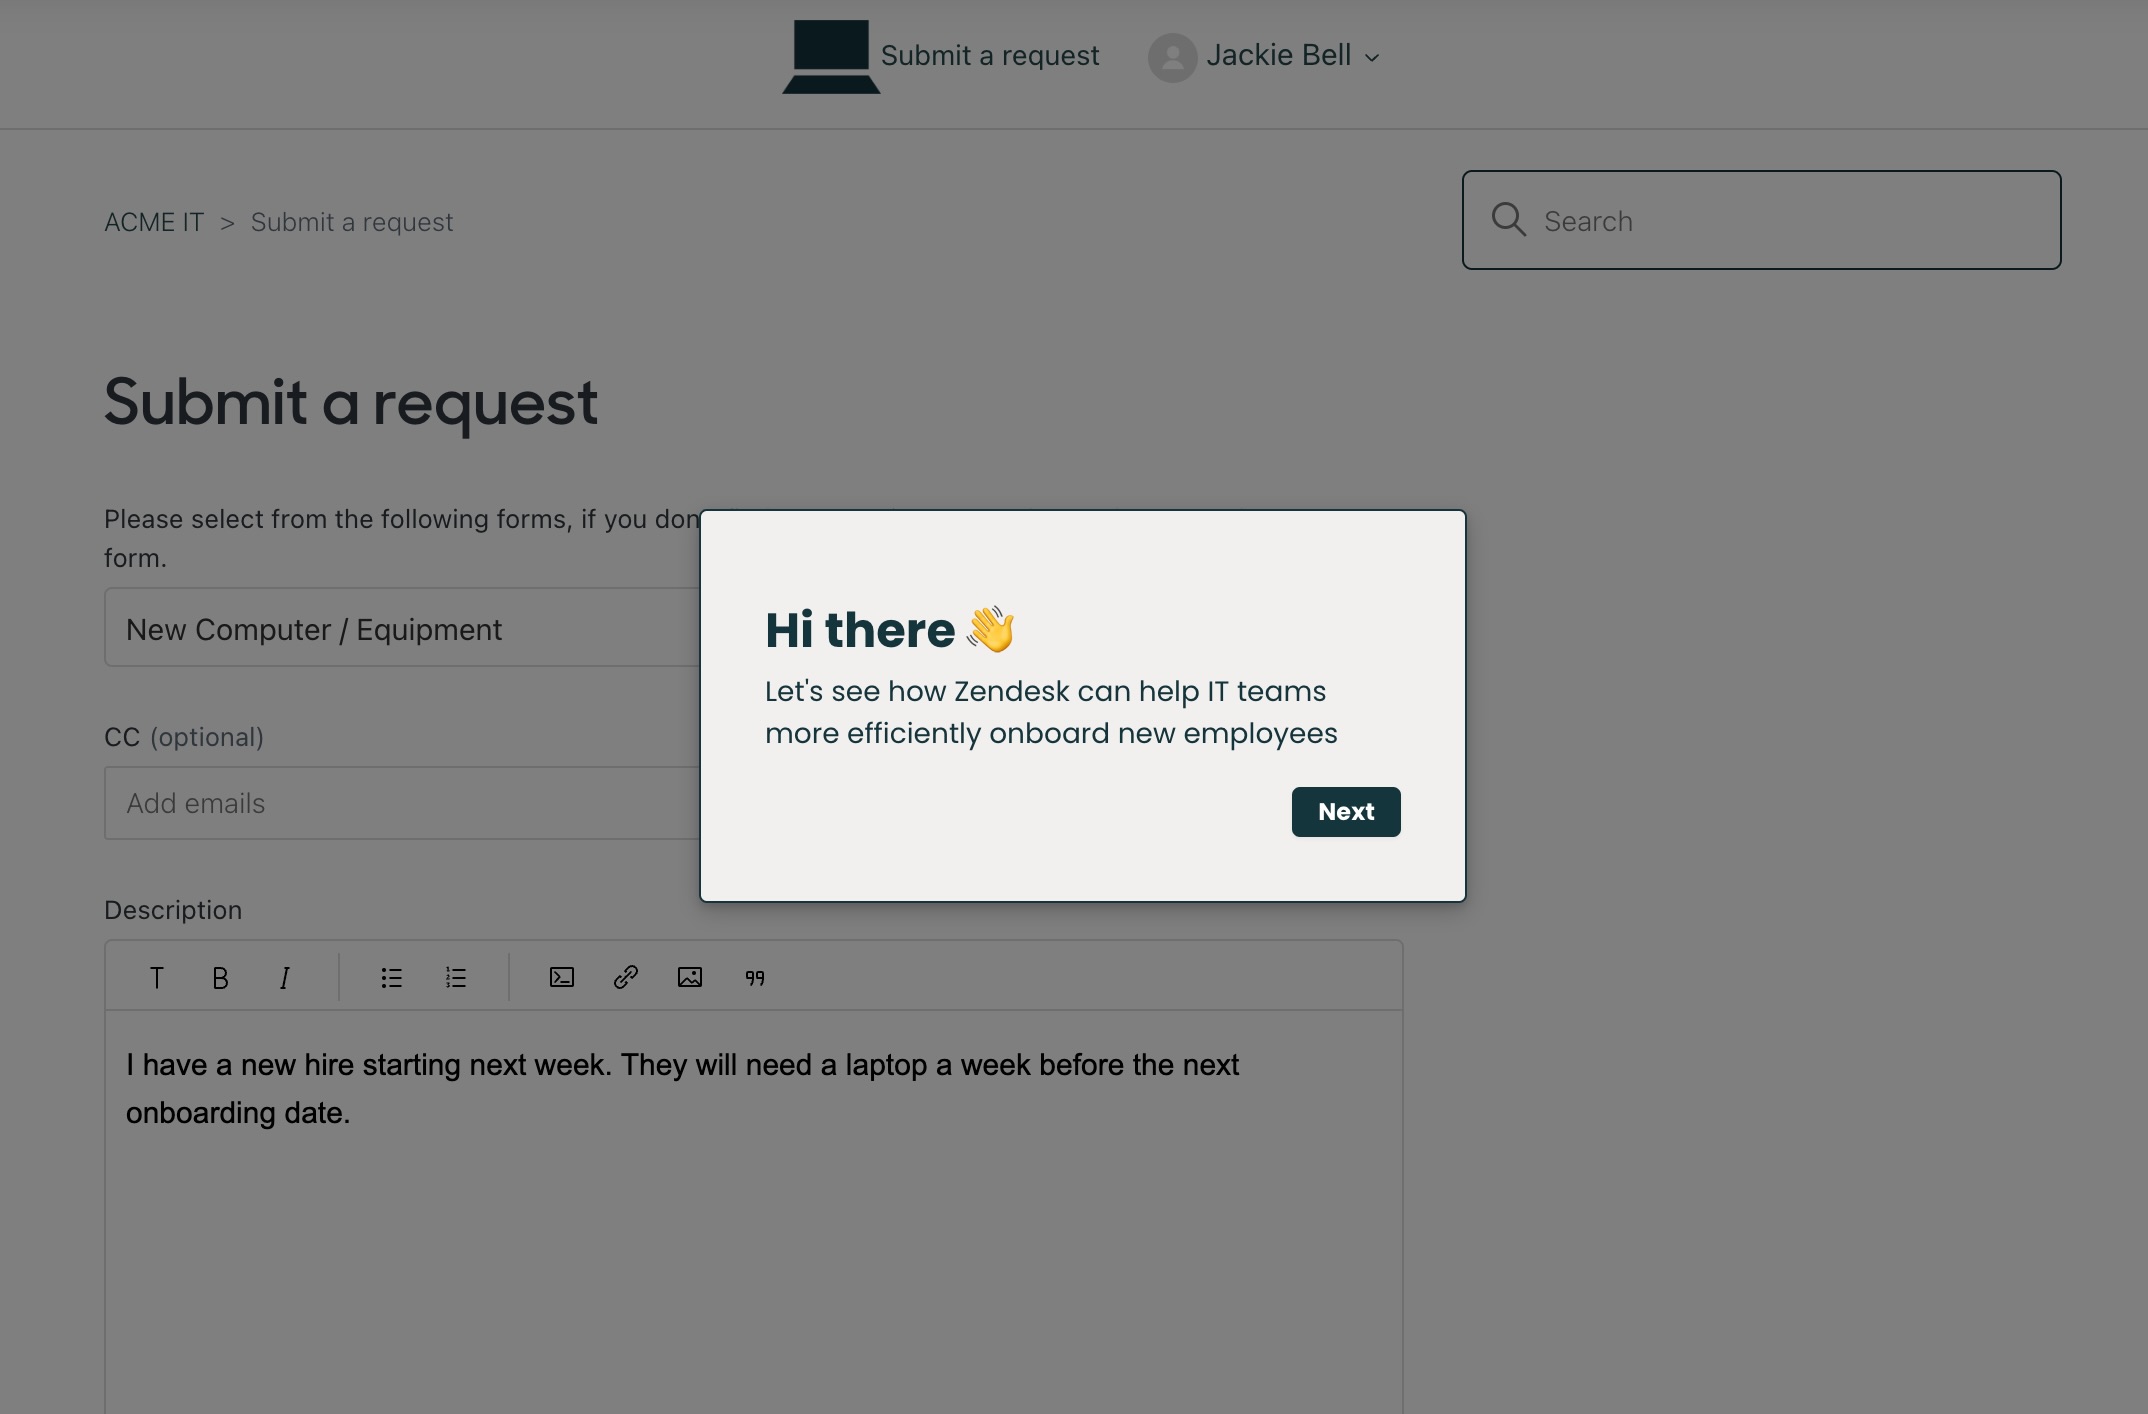 Submit a request
Jackie Bell
ACME IT > Submit a request
Search
Submit a request
Please select from the following forms, if you don
form.
New Computer / Equipment
CC (optional)
Add emails
Description
T B I
I have a new hire starting next week. They will need a laptop a week before the next
onboarding date.
Hi there 👋
Let's see how Zendesk can help IT teams
more efficiently onboard new employees
Next